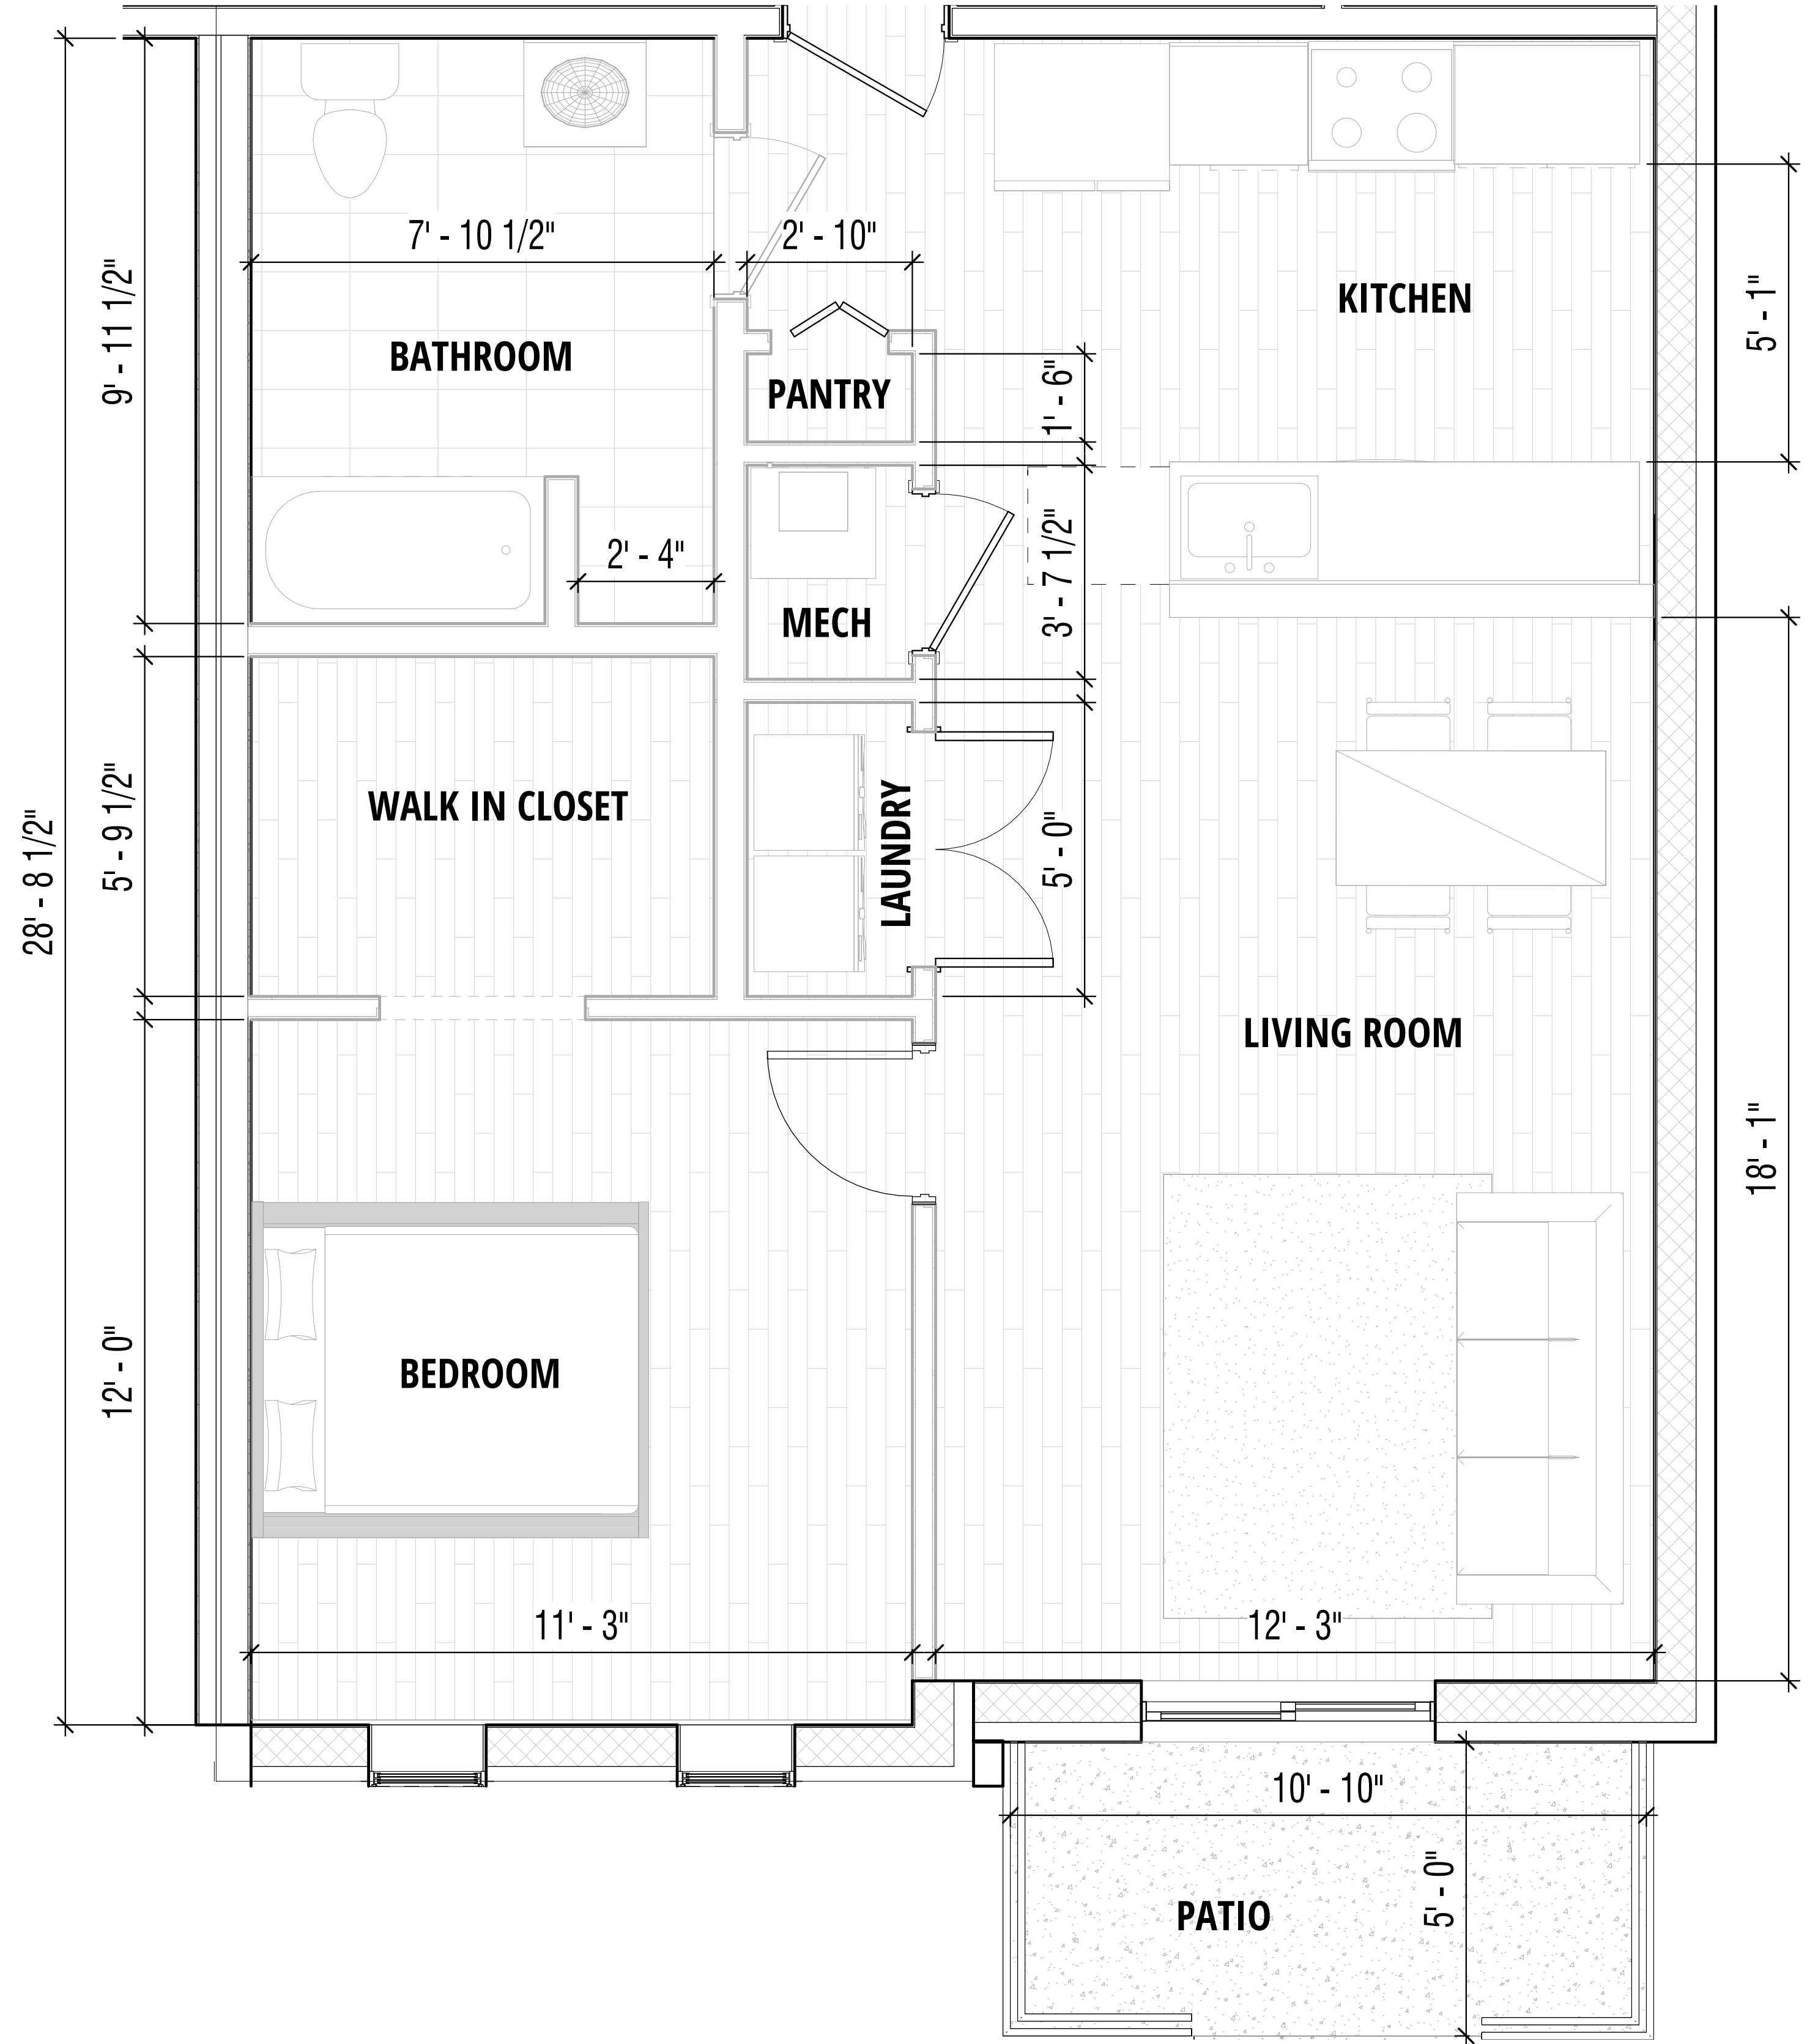 7' - 10 1/2"
2' - 10"
9' - 11 1/2"
5' - 1"
KITCHEN
BATHROOM
PANTRY
1' - 6"
2' - 4"
3' - 7 1/2"
MECH
WALK IN CLOSET
LAUNDRY
5' - 9 1/2"
28' - 8 1/2"
5' - 0"
LIVING ROOM
18' - 1"
12' - 0"
BEDROOM
11' - 3"
12' - 3"
10' - 10"
5' - 0"
PATIO